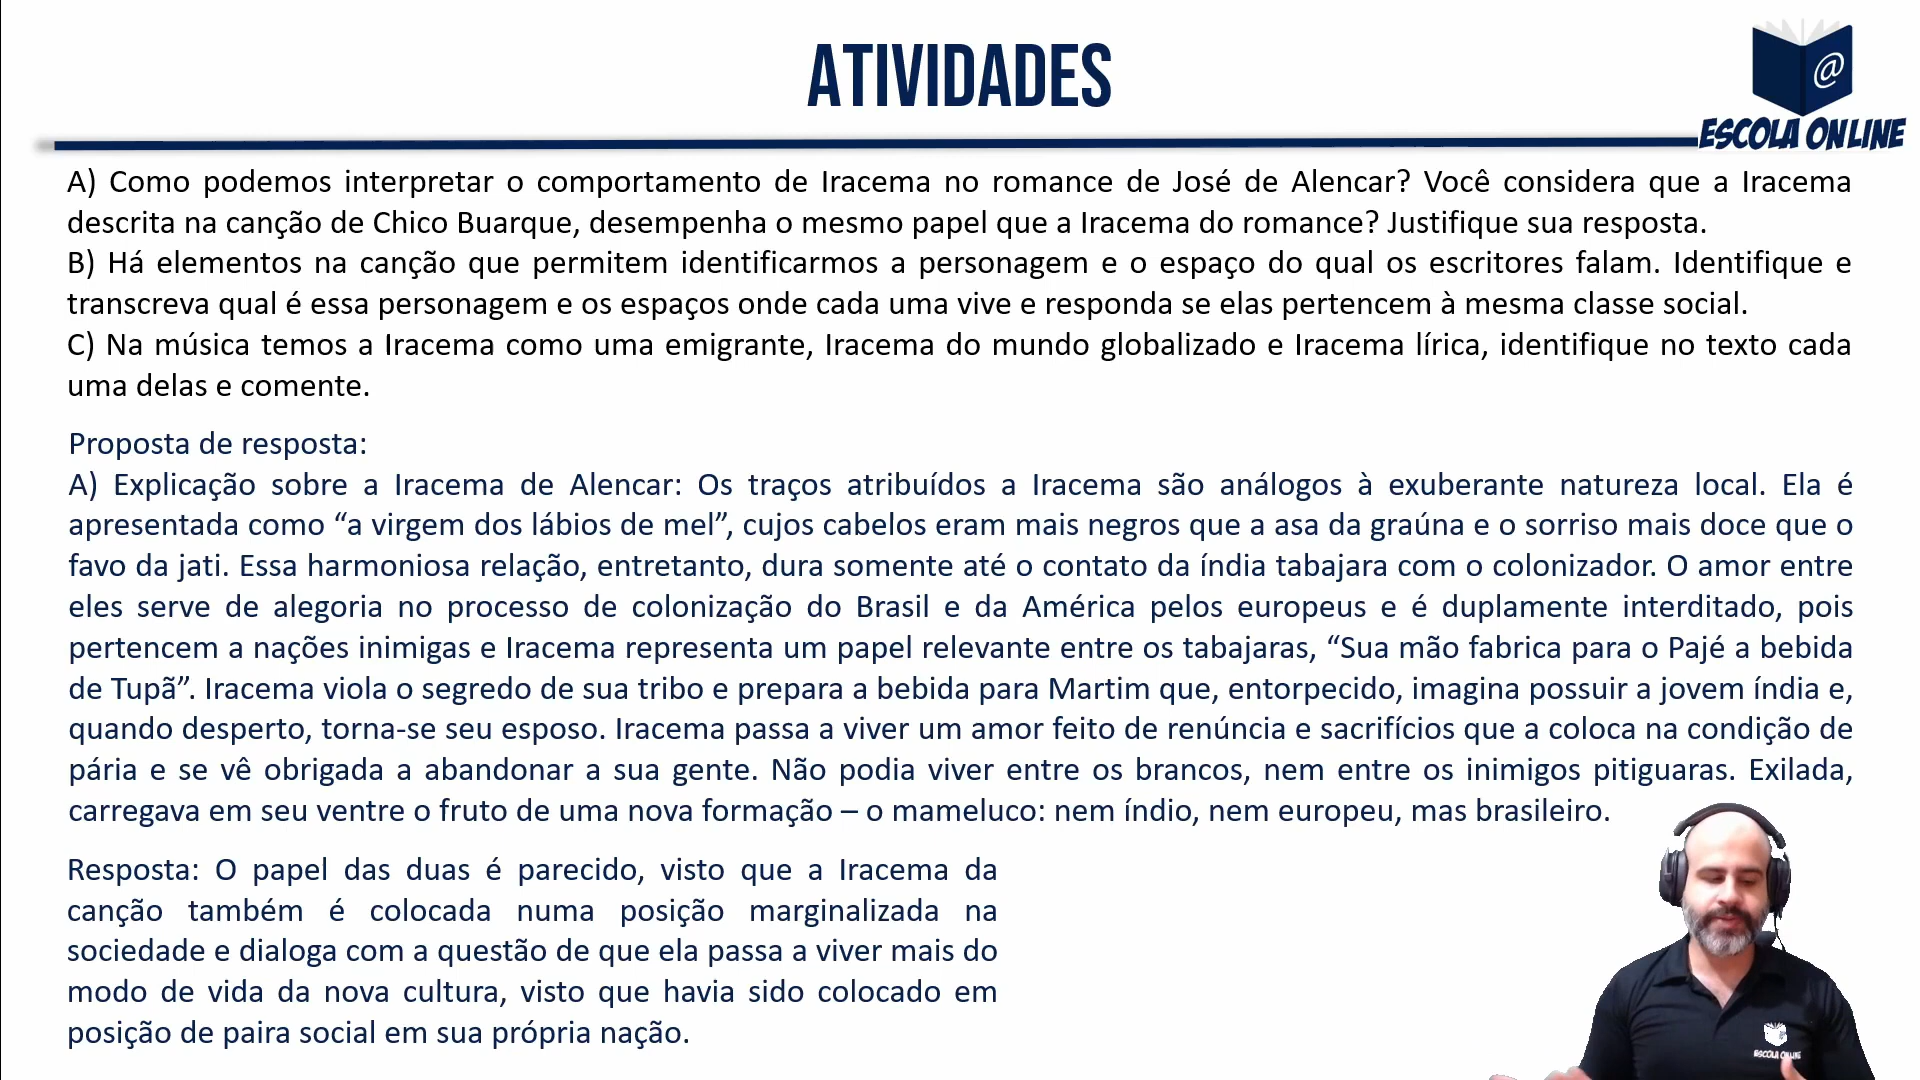 ATIVIDADES
@
ESCOLA ONLINE
A) Como podemos interpretar o comportamento de Iracema no romance de José de Alencar? Você considera que a Iracema
descrita na canção de Chico Buarque, desempenha o mesmo papel que a Iracema do romance? Justifique sua resposta.
B) Há elementos na canção que permitem identificarmos a personagem e o espaço do qual os escritores falam. Identifique e
transcreva qual é essa personagem e os espaços onde cada uma vive e responda se elas pertencem à mesma classe social.
C) Na música temos a Iracema como uma emigrante, Iracema do mundo globalizado e Iracema lírica, identifique no texto cada
uma delas e comente.
Proposta de resposta:
A) Explicação sobre a Iracema de Alencar: Os traços atribuídos a Iracema são análogos à exuberante natureza local. Ela é
apresentada como “a virgem dos lábios de mel”, cujos cabelos eram mais negros que a asa da graúna e o sorriso mais doce que o
favo da jati. Essa harmoniosa relação, entretanto, dura somente até o contato da índia tabajara com o colonizador. O amor entre
eles serve de alegoria no processo de colonização do Brasil e da América pelos europeus e é duplamente interditado, pois
pertencem a nações inimigas e Iracema representa um papel relevante entre os tabajaras, “Sua mão fabrica para o Pajé a bebida
de Tupã”. Iracema viola o segredo de sua tribo e prepara a bebida para Martim que, entorpecido, imagina possuir a jovem índia e,
quando desperto, torna-se seu esposo. Iracema passa a viver um amor feito de renúncia e sacrifícios que a coloca na condição de
pária e se vê obrigada a abandonar a sua gente. Não podia viver entre os brancos, nem entre os inimigos pitiguaras. Exilada,
carregava em seu ventre o fruto de uma nova formação – o mameluco: nem índio, nem europeu, mas brasileiro.
Resposta: O papel das duas é parecido, visto que a Iracema da
canção também é colocada numa posição marginalizada na
sociedade e dialoga com a questão de que ela passa a viver mais do
modo de vida da nova cultura, visto que havia sido colocado em
posição de paira social em sua própria nação.
ESCOLA ONLINE